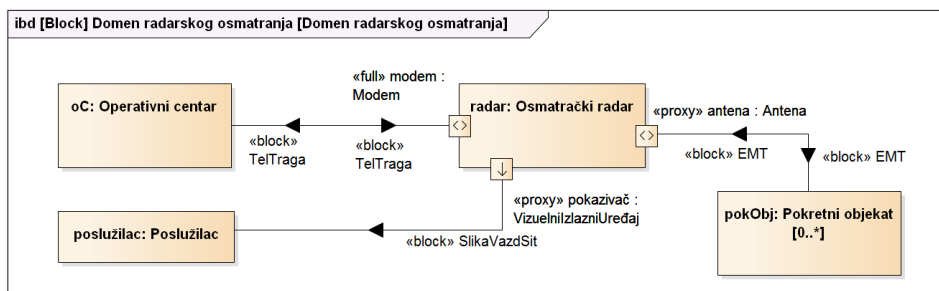 ibd [Block] Domen radarskog osmatranja [Domen radarskog osmatranja]
«full» modem :
Modem
oC: Operativni centar
radar: Osmatrački radar
«proxy» antena : Antena
«block»
TelTraga
«block»
TelTraga
«block» EMT
«block» EMT
«proxy» pokazivač :
VizuelniIzlazniUređaj
pokObj: Pokretni objekat
[0..*]
poslužilac: Poslužilac
«block» SlikaVazdSit